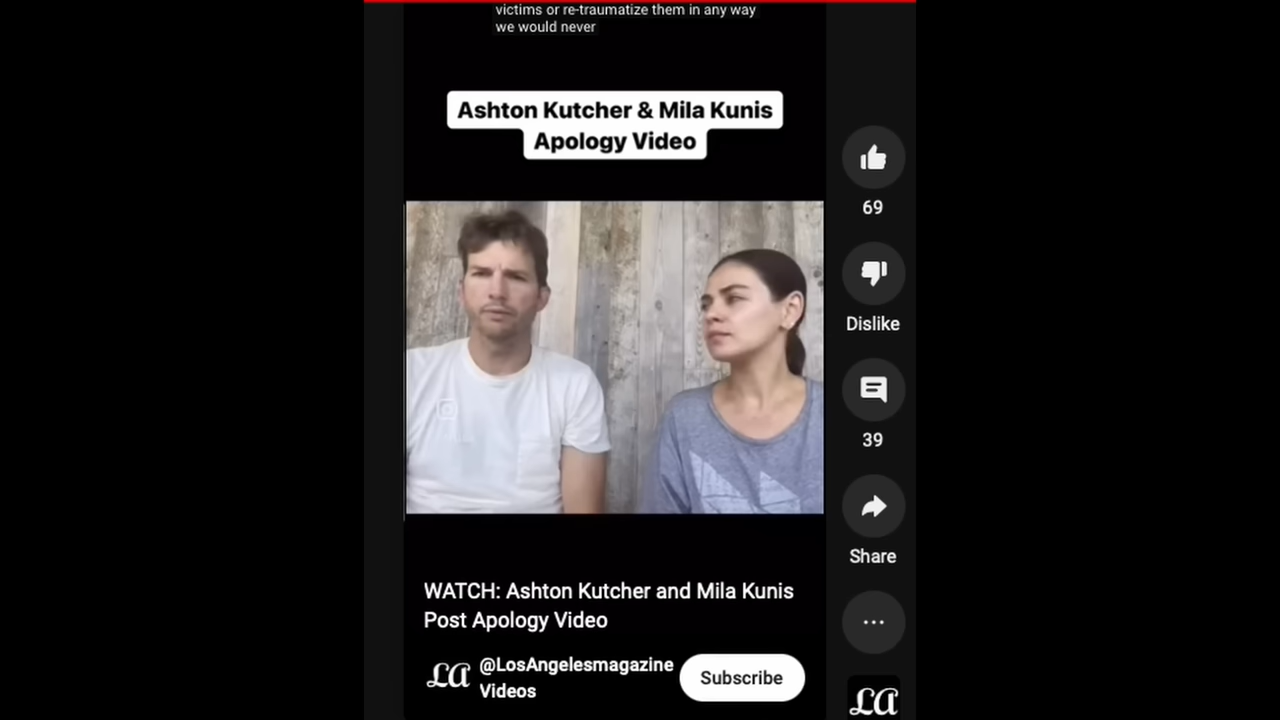 victims or re-traumatize them in any way
we would never
Ashton Kutcher & Mila Kunis
Apology Video
69
Dislike
39
Share
WATCH: Ashton Kutcher and Mila Kunis
Post Apology Video
LA
@LosAngelesmagazine
Videos
Subscribe
LA